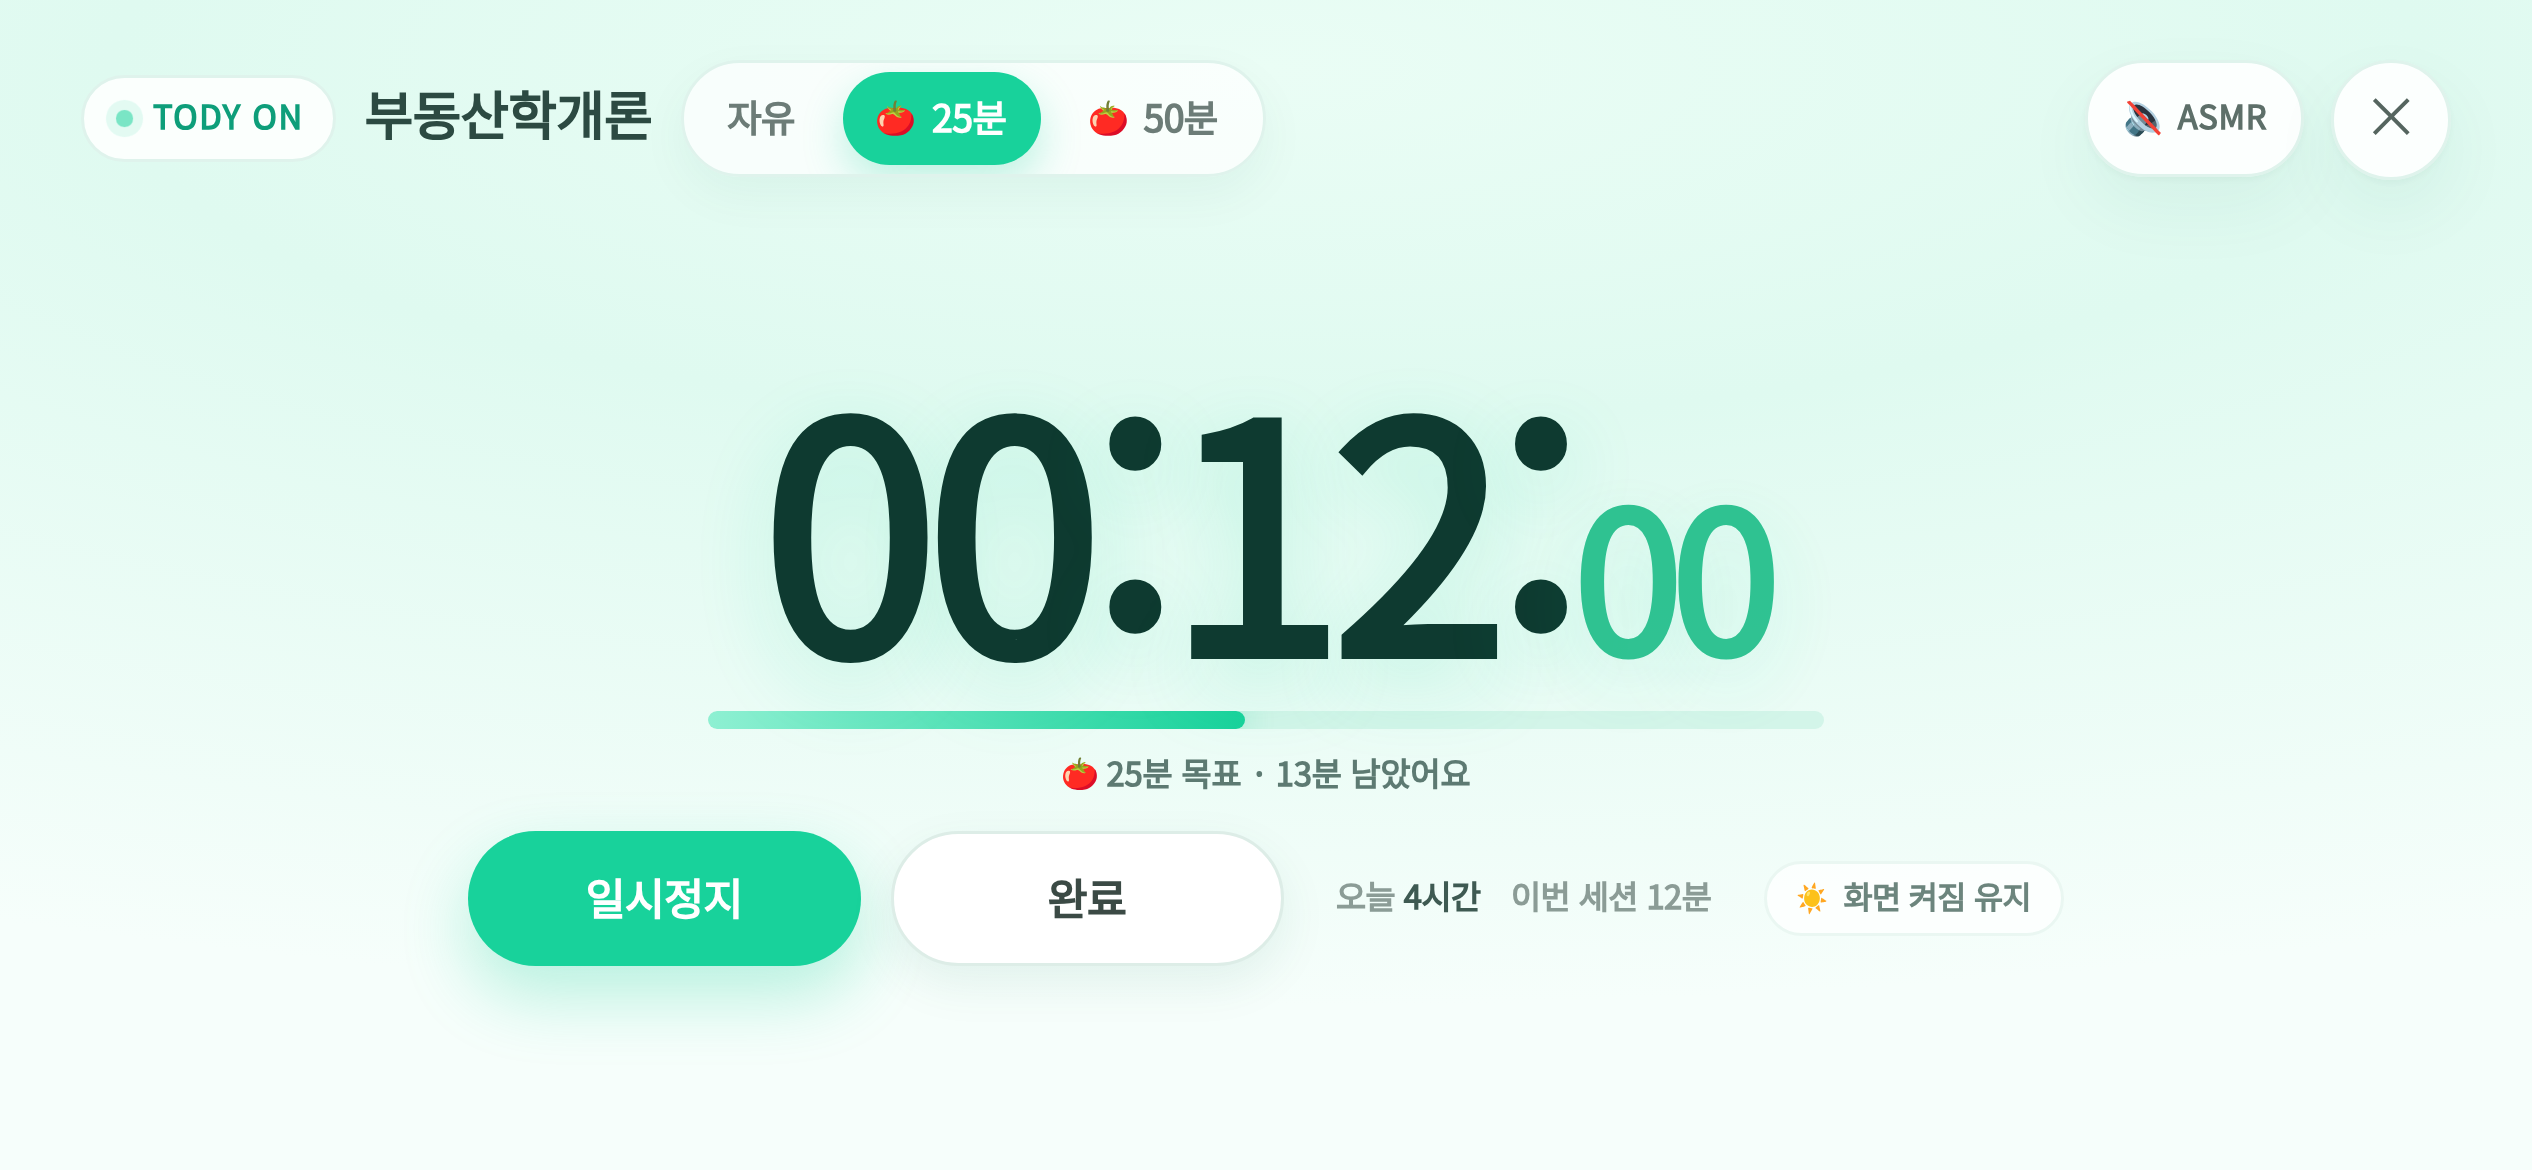 TODY ON 부동산학개론 자유 25분 50분 ASMR
00:12:00
25분 목표 · 13분 남았어요
일시정지 완료 오늘 4시간 이번 세션 12분 화면 켜짐 유지